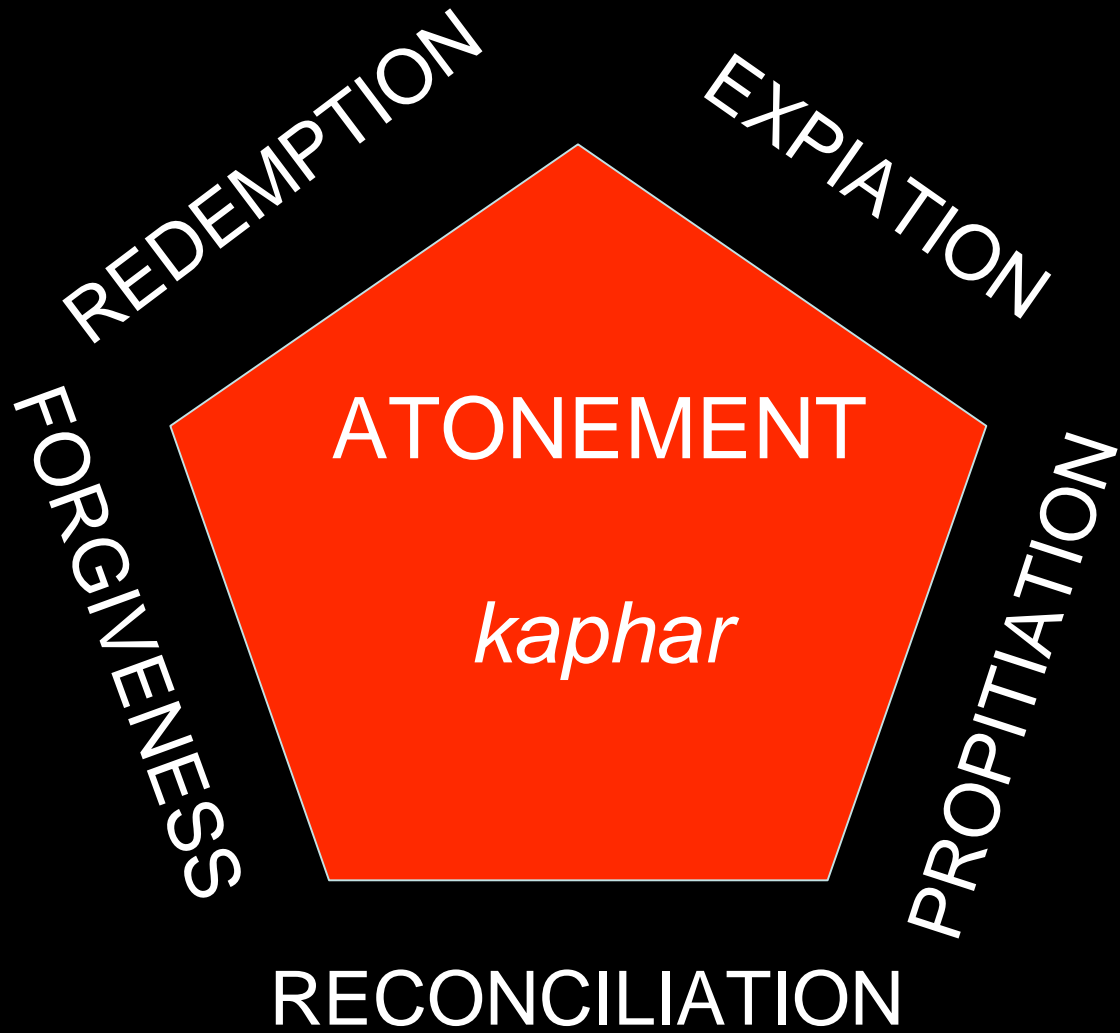 REDEMPTION
EXPIATION
FORGIVENESS
ATONEMENT
kaphar
PROPITIATION
RECONCILIATION